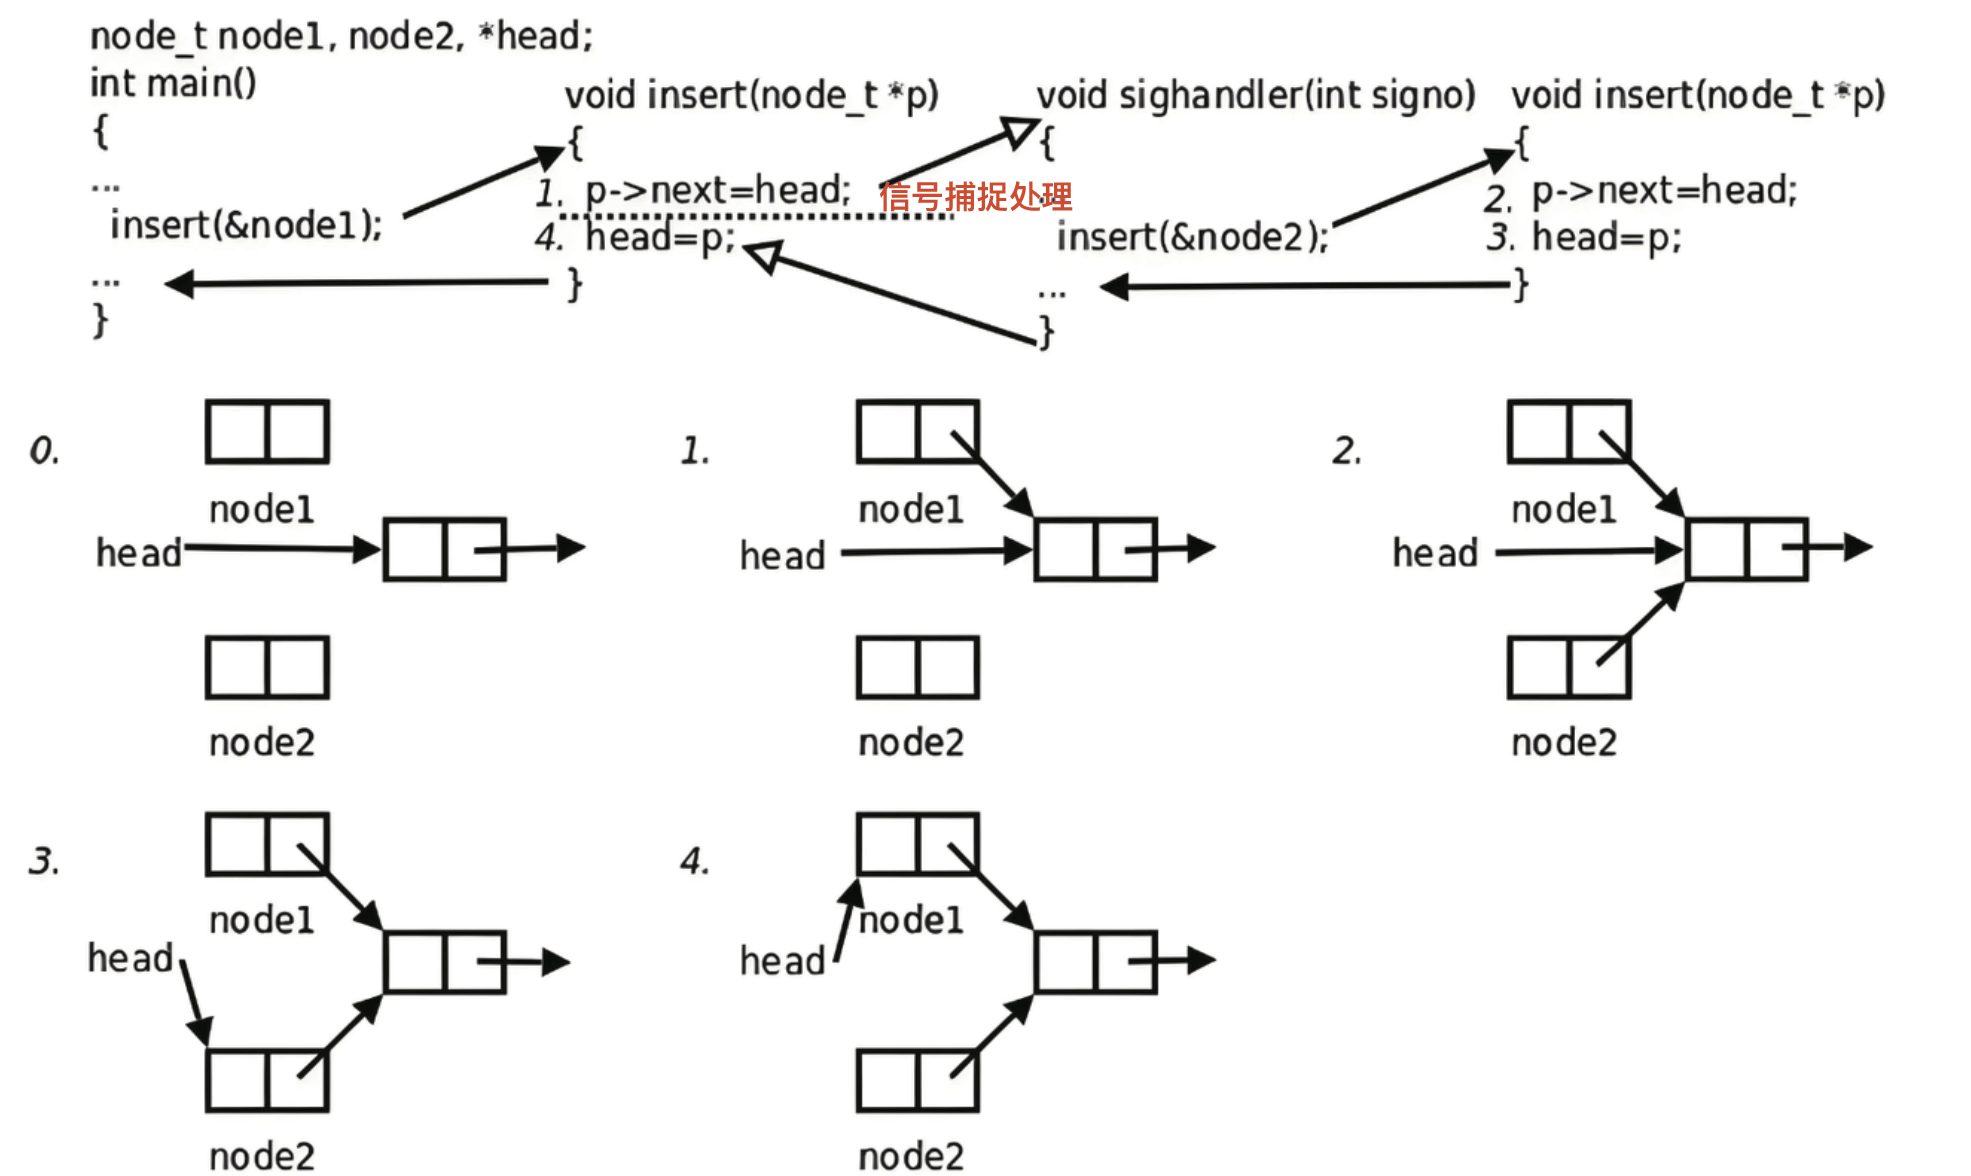 node_t node1, node2, *head;
int main()
{
...
insert(&node1);
...
}
void insert(node_t *p)
{
1. p->next=head;
4. head=p;
}
信号捕捉处理
void sighandler(int signo)
{
...
insert(&node2);
...
}
void insert(node_t *p)
{
2. p->next=head;
3. head=p;
}
0.
node1
head
node2
1.
node1
head
node2
2.
node1
head
node2
3.
node1
head
node2
4.
node1
head
node2